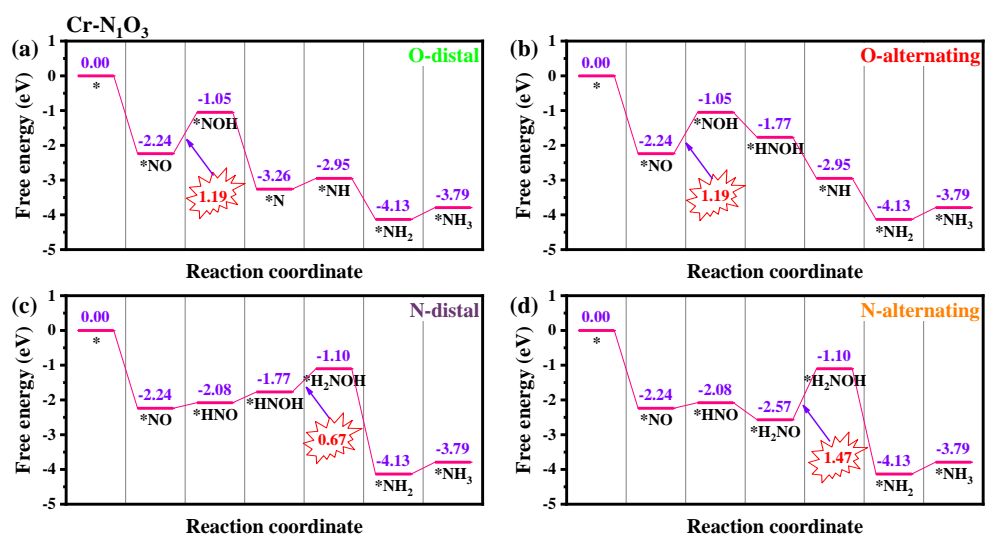 Cr-N₁O₃
(a)
O-distal
Free energy (eV)
1
0
-1
-2
-3
-4
-5
0.00
*
-2.24
*NO
-1.05
*NOH
1.19
-3.26
*N
-2.95
*NH
-4.13
*NH₂
-3.79
*NH₃
Reaction coordinate
(b)
O-alternating
Free energy (eV)
1
0
-1
-2
-3
-4
-5
0.00
*
-2.24
*NO
-1.05
*NOH
1.19
-1.77
*HNOH
-2.95
*NH
-4.13
*NH₂
-3.79
*NH₃
Reaction coordinate
(c)
N-distal
Free energy (eV)
1
0
-1
-2
-3
-4
-5
0.00
*
-2.24
*NO
-2.08
*HNO
-1.77
*HNOH
-1.10
*H₂NOH
0.67
-4.13
*NH₂
-3.79
*NH₃
Reaction coordinate
(d)
N-alternating
Free energy (eV)
1
0
-1
-2
-3
-4
-5
0.00
*
-2.24
*NO
-2.08
*HNO
-2.57
*H₂NO
-1.10
*H₂NOH
1.47
-4.13
*NH₂
-3.79
*NH₃
Reaction coordinate